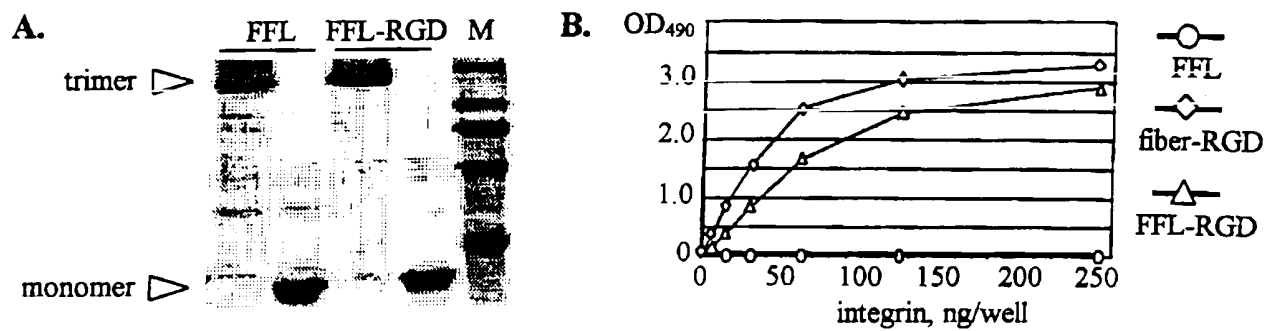 A. FFL FFL-RGD M
trimer
monomer
B. OD490
3.0
2.0
1.0
0
0 50 100 150 200 250
integrin, ng/well
FFL
fiber-RGD
FFL-RGD